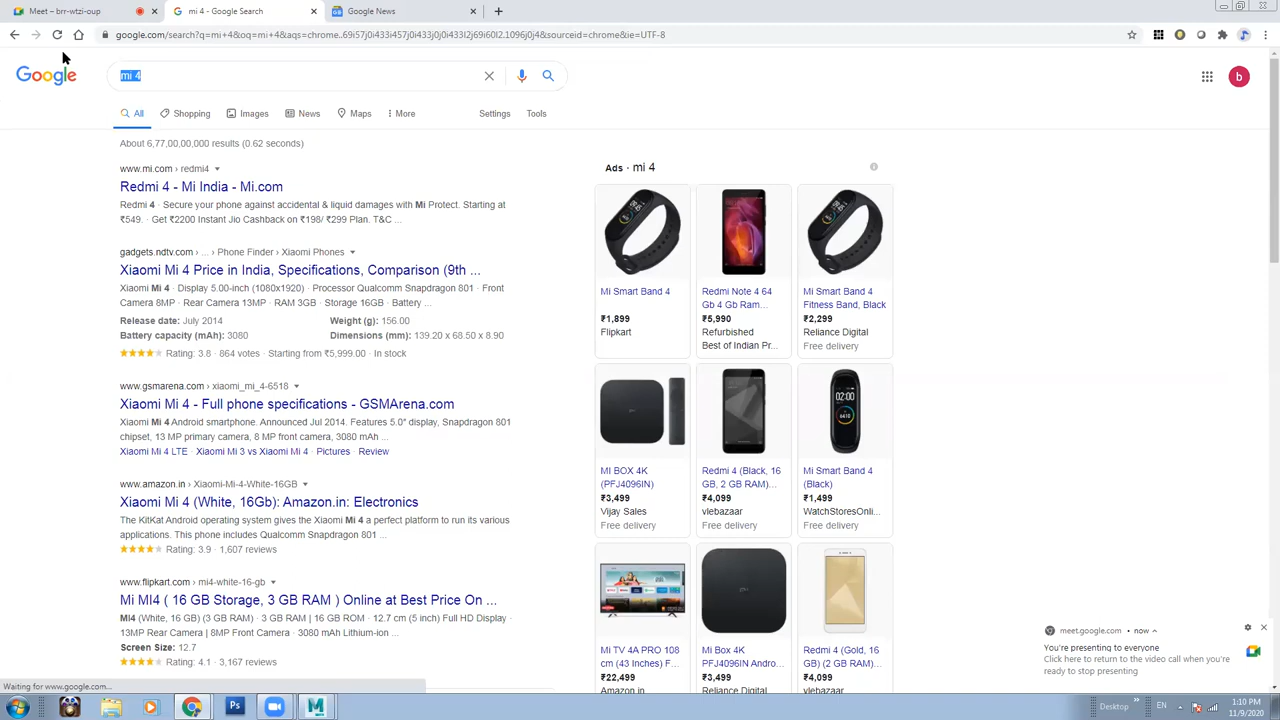 Meet – brr-wtzi-oup
mi 4 - Google Search
Google News
google.com/search?q=mi+4&oq=mi+4&aqs=chrome..69i57j0i433i457j0i433j0j0i433j0l2j69i60l2.1096j0j4&sourceid=chrome&ie=UTF-8
Google
mi 4
b
All
Shopping
Images
News
Maps
More
Settings
Tools
About 6,77,00,00,000 results (0.62 seconds)
www.mi.com › redmi4
Redmi 4 - Mi India - Mi.com
Redmi 4 · Secure your phone against accidental & liquid damages with Mi Protect. Starting at
₹549. · Get ₹2200 Instant Jio Cashback on ₹198/ ₹299 Plan. T&C ...
gadgets.ndtv.com › ... › Phone Finder › Xiaomi Phones
Xiaomi Mi 4 Price in India, Specifications, Comparison (9th ...
Xiaomi Mi 4 · Display 5.00-inch (1080x1920) · Processor Qualcomm Snapdragon 801 · Front
Camera 8MP · Rear Camera 13MP · RAM 3GB · Storage 16GB · Battery ...
Release date: July 2014
Weight (g): 156.00
Battery capacity (mAh): 3080
Dimensions (mm): 139.20 x 68.50 x 8.90
Rating: 3.8 · 864 votes · Starting from ₹5,999.00 · In stock
www.gsmarena.com › xiaomi_mi_4-6518
Xiaomi Mi 4 - Full phone specifications - GSMArena.com
Xiaomi Mi 4 Android smartphone. Announced Jul 2014. Features 5.0″ display, Snapdragon 801
chipset, 13 MP primary camera, 8 MP front camera, 3080 mAh ...
Xiaomi Mi 4 LTE · Xiaomi Mi 3 vs Xiaomi Mi 4 · Pictures · Review
www.amazon.in › Xiaomi-Mi-4-White-16GB
Xiaomi Mi 4 (White, 16Gb): Amazon.in: Electronics
The KitKat Android operating system gives the Xiaomi Mi 4 a perfect platform to run its various
applications. This phone includes Qualcomm Snapdragon 801 ...
Rating: 3.9 · 1,607 reviews
www.flipkart.com › mi4-white-16-gb
Mi MI4 ( 16 GB Storage, 3 GB RAM ) Online at Best Price On ...
Mi4 (White, 16 GB) (3 GB RAM) · 3 GB RAM | 16 GB ROM · 12.7 cm (5 inch) Full HD Display ·
13MP Rear Camera | 8MP Front Camera · 3080 mAh Lithium-ion ...
Screen Size: 12.7
Rating: 4.1 · 3,167 reviews
Ads · mi 4
Mi Smart Band 4
₹1,899
Flipkart
Redmi Note 4 64
Gb 4 Gb Ram...
₹5,990
Refurbished
Best of Indian Pr...
Mi Smart Band 4
Fitness Band, Black
₹2,299
Reliance Digital
Free delivery
MI BOX 4K
(PFJ4096IN)
₹3,499
Vijay Sales
Free delivery
Redmi 4 (Black, 16
GB, 2 GB RAM)...
₹4,099
vlebazaar
Free delivery
02:00
Mi Smart Band 4
(Black)
₹1,499
WatchStoresOnli...
Free delivery
Mi TV 4A PRO 108
cm (43 Inches) F...
₹22,499
Amazon.in
Mi Box 4K
PFJ4096IN Andro...
₹3,499
Reliance Digital
Redmi 4 (Gold, 16
GB) (2 GB RAM)...
₹4,099
vlebazaar
meet.google.com • now
You're presenting to everyone
Click here to return to the video call when you're
ready to stop presenting
Waiting for www.google.com...
Ps
M
Desktop
EN
1:10 PM
11/9/2020